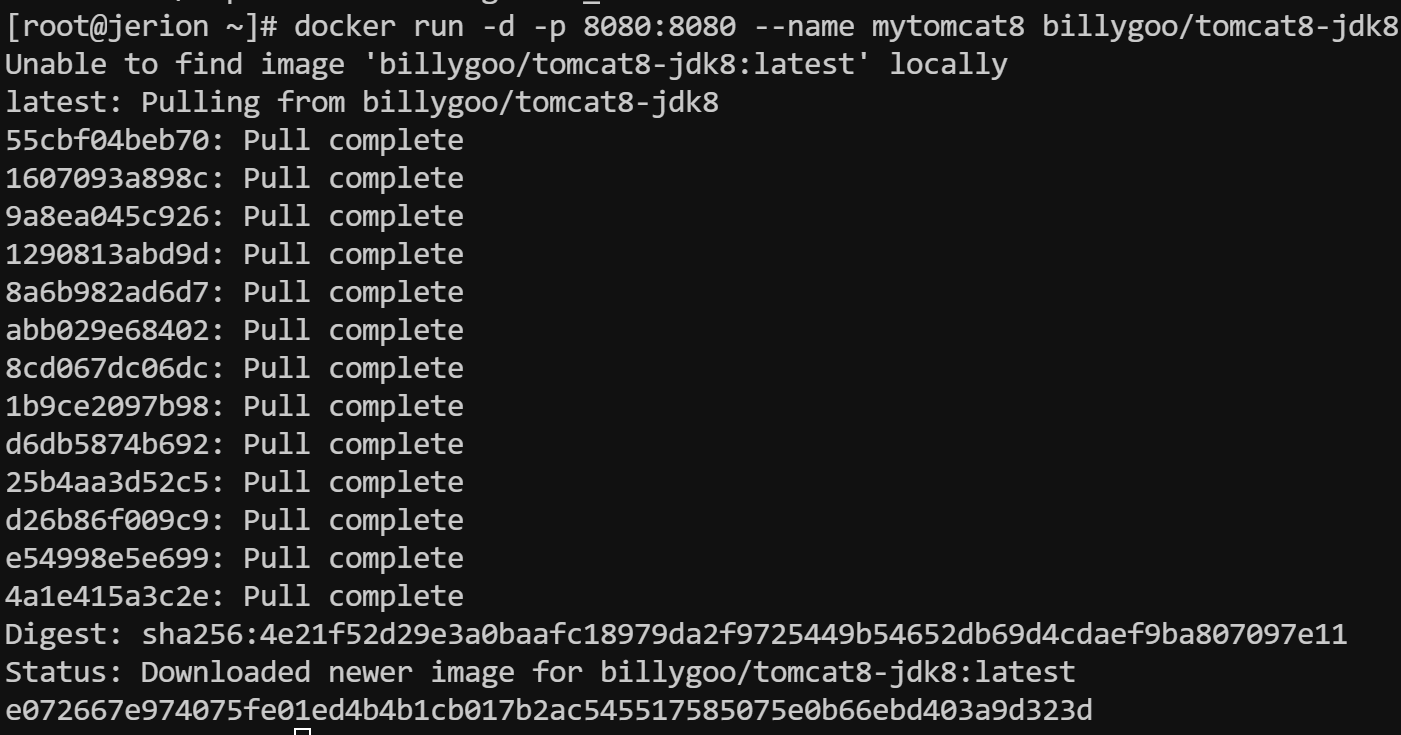 [root@jerion ~]# docker run -d -p 8080:8080 --name mytomcat8 billygoo/tomcat8-jdk8
Unable to find image 'billygoo/tomcat8-jdk8:latest' locally
latest: Pulling from billygoo/tomcat8-jdk8
55cbf04beb70: Pull complete
1607093a898c: Pull complete
9a8ea045c926: Pull complete
1290813abd9d: Pull complete
8a6b982ad6d7: Pull complete
abb029e68402: Pull complete
8cd067dc06dc: Pull complete
1b9ce2097b98: Pull complete
d6db5874b692: Pull complete
25b4aa3d52c5: Pull complete
d26b86f009c9: Pull complete
e54998e5e699: Pull complete
4a1e415a3c2e: Pull complete
Digest: sha256:4e21f52d29e3a0baafc18979da2f9725449b54652db69d4cdaef9ba807097e11
Status: Downloaded newer image for billygoo/tomcat8-jdk8:latest
e072667e974075fe01ed4b4b1cb017b2ac545517585075e0b66ebd403a9d323d